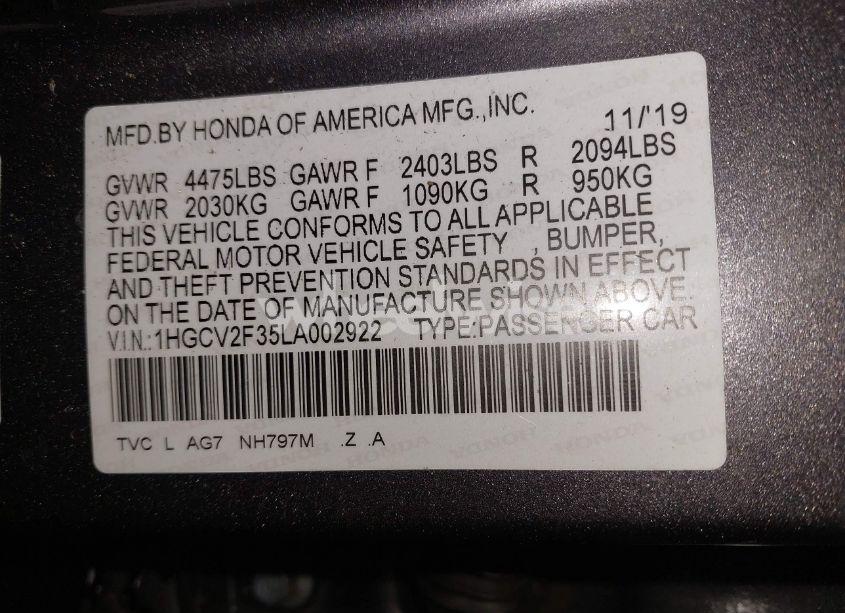 MFD.BY HONDA OF AMERICA MFG.,INC. 11/'19
GVWR 4475LBS GAWR F 2403LBS R 2094LBS
GVWR 2030KG GAWR F 1090KG R 950KG
THIS VEHICLE CONFORMS TO ALL APPLICABLE
FEDERAL MOTOR VEHICLE SAFETY , BUMPER,
AND THEFT PREVENTION STANDARDS IN EFFECT
ON THE DATE OF MANUFACTURE SHOWN ABOVE.
V.I.N.:1HGCV2F35LA002922 TYPE:PASSENGER CAR
TVC L AG7 NH797M .Z .A